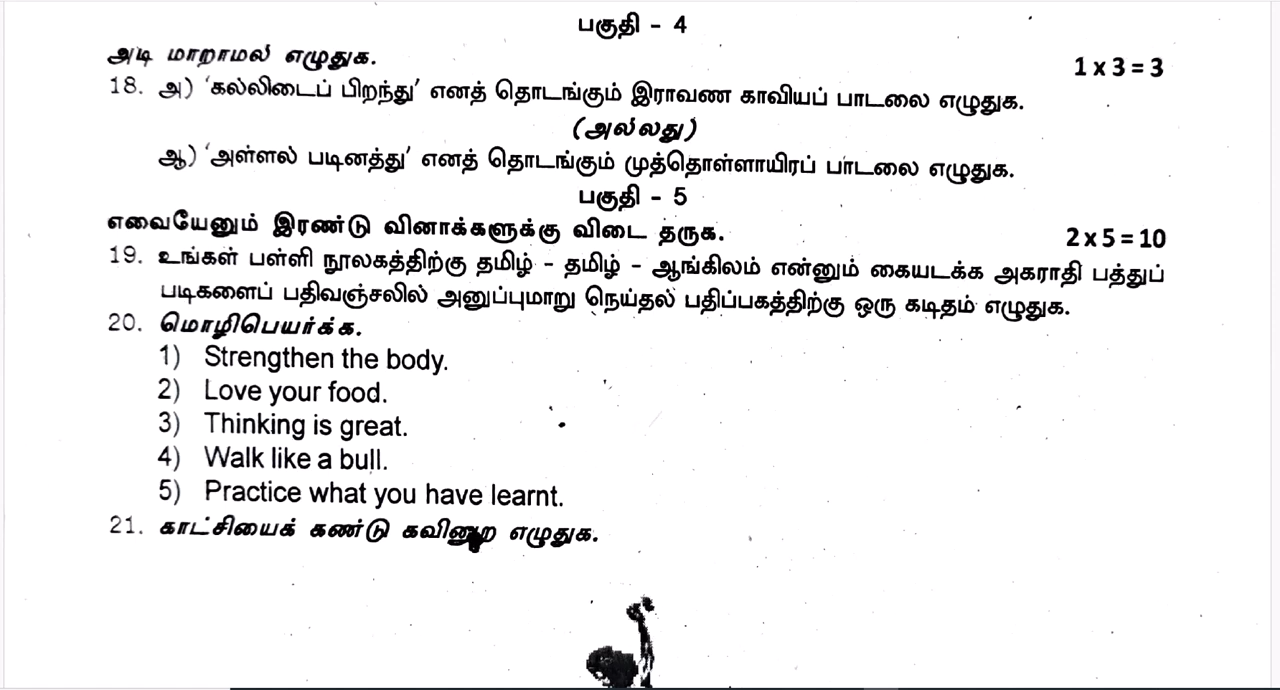 பகுதி - 4
அடி மாறாமல் எழுதுக.
1 x 3 = 3
18. அ) 'கல்லிடைப் பிறந்து' எனத் தொடங்கும் இராவண காவியப் பாடலை எழுதுக.
(அல்லது)
ஆ) 'அள்ளல் படினத்து' எனத் தொடங்கும் முத்தொள்ளாயிரப் பாடலை எழுதுக.
பகுதி - 5
எவையேனும் இரண்டு வினாக்களுக்கு விடை தருக.
2 x 5 = 10
19. உங்கள் பள்ளி நூலகத்திற்கு தமிழ் - தமிழ் - ஆங்கிலம் என்னும் கையடக்க அகராதி பத்துப்
படிகளைப் பதிவஞ்சலில் அனுப்புமாறு நெய்தல் பதிப்பகத்திற்கு ஒரு கடிதம் எழுதுக.
20. மொழிபெயர்க்க.
1) Strengthen the body.
2) Love your food.
3) Thinking is great.
4) Walk like a bull.
5) Practice what you have learnt.
21. காட்சியைக் கண்டு கவினுற எழுதுக.